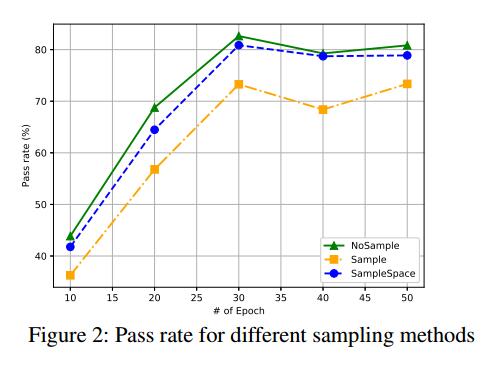 80
70
60
50
40
Pass rate (%)
10 15 20 25 30 35 40 45 50
# of Epoch
NoSample
Sample
SampleSpace
Figure 2: Pass rate for different sampling methods